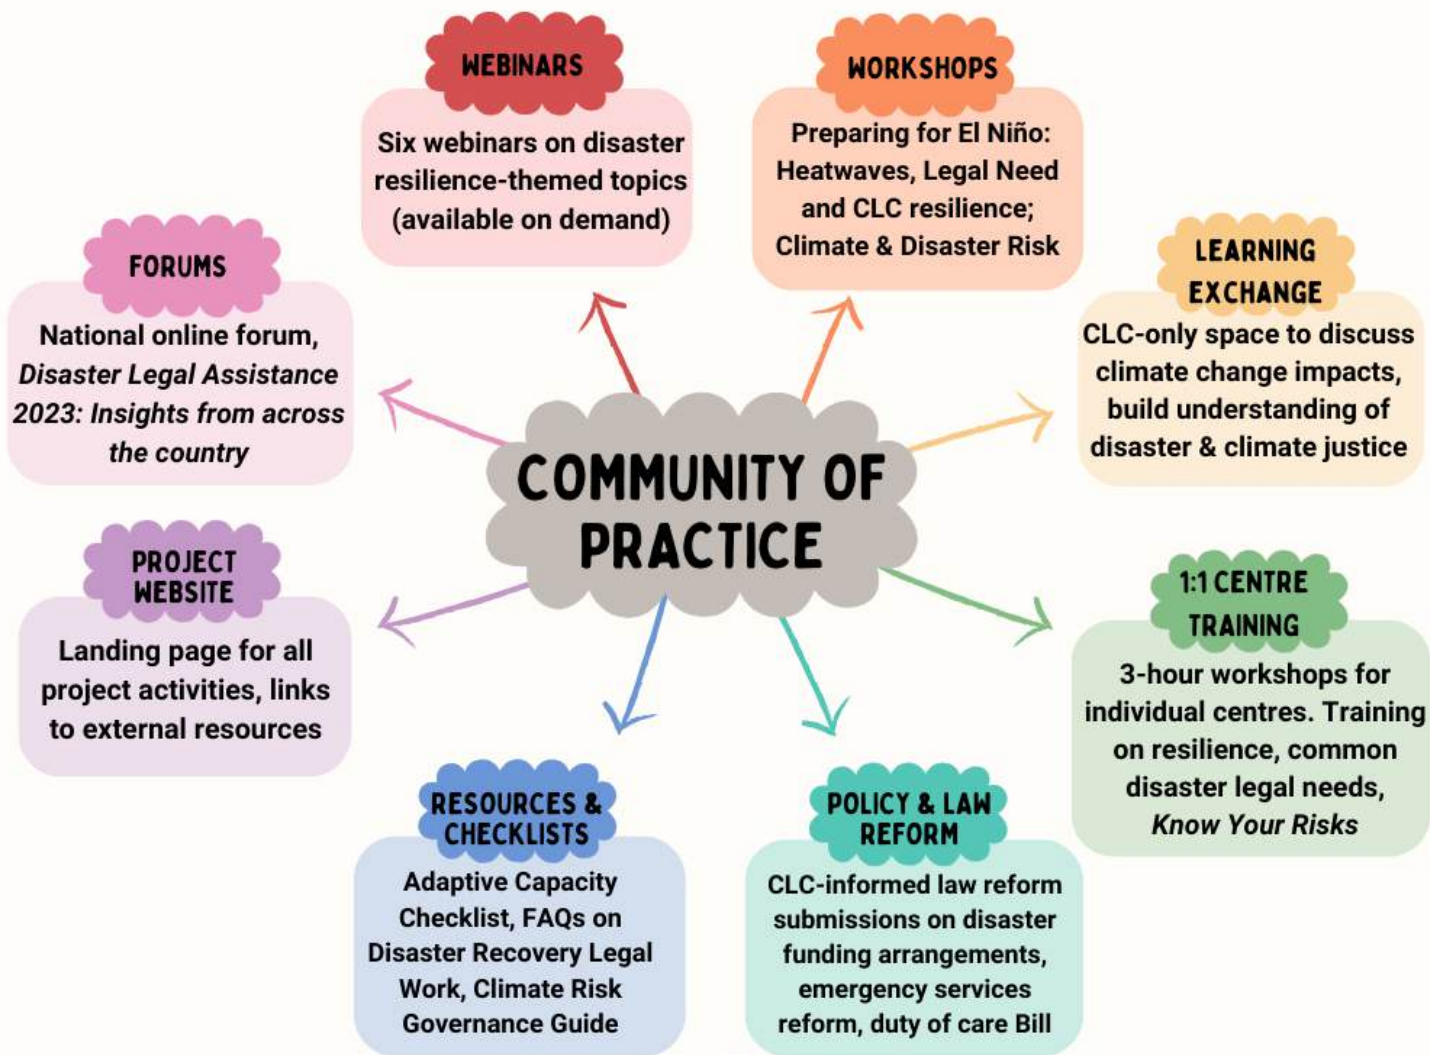 WEBINARS
Six webinars on disaster
resilience-themed topics
(available on demand)
WORKSHOPS
Preparing for El Niño:
Heatwaves, Legal Need
and CLC resilience;
Climate & Disaster Risk
FORUMS
National online forum,
Disaster Legal Assistance
2023: Insights from across
the country
LEARNING
EXCHANGE
CLC-only space to discuss
climate change impacts,
build understanding of
disaster & climate justice
COMMUNITY OF
PRACTICE
PROJECT
WEBSITE
Landing page for all
project activities, links
to external resources
1:1 CENTRE
TRAINING
3-hour workshops for
individual centres. Training
on resilience, common
disaster legal needs,
Know Your Risks
RESOURCES &
CHECKLISTS
Adaptive Capacity
Checklist, FAQs on
Disaster Recovery Legal
Work, Climate Risk
Governance Guide
POLICY & LAW
REFORM
CLC-informed law reform
submissions on disaster
funding arrangements,
emergency services
reform, duty of care Bill